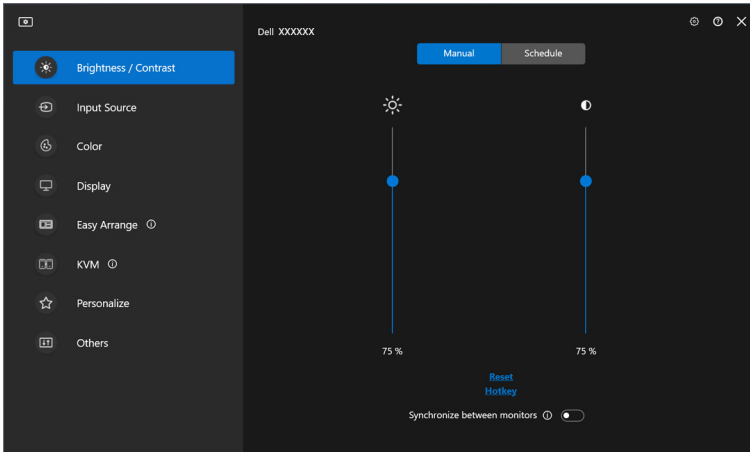 Dell XXXXXX
Manual
Schedule
Brightness / Contrast
Input Source
Color
Display
Easy Arrange
KVM
Personalize
Others
75 %
75 %
Reset
Hotkey
Synchronize between monitors